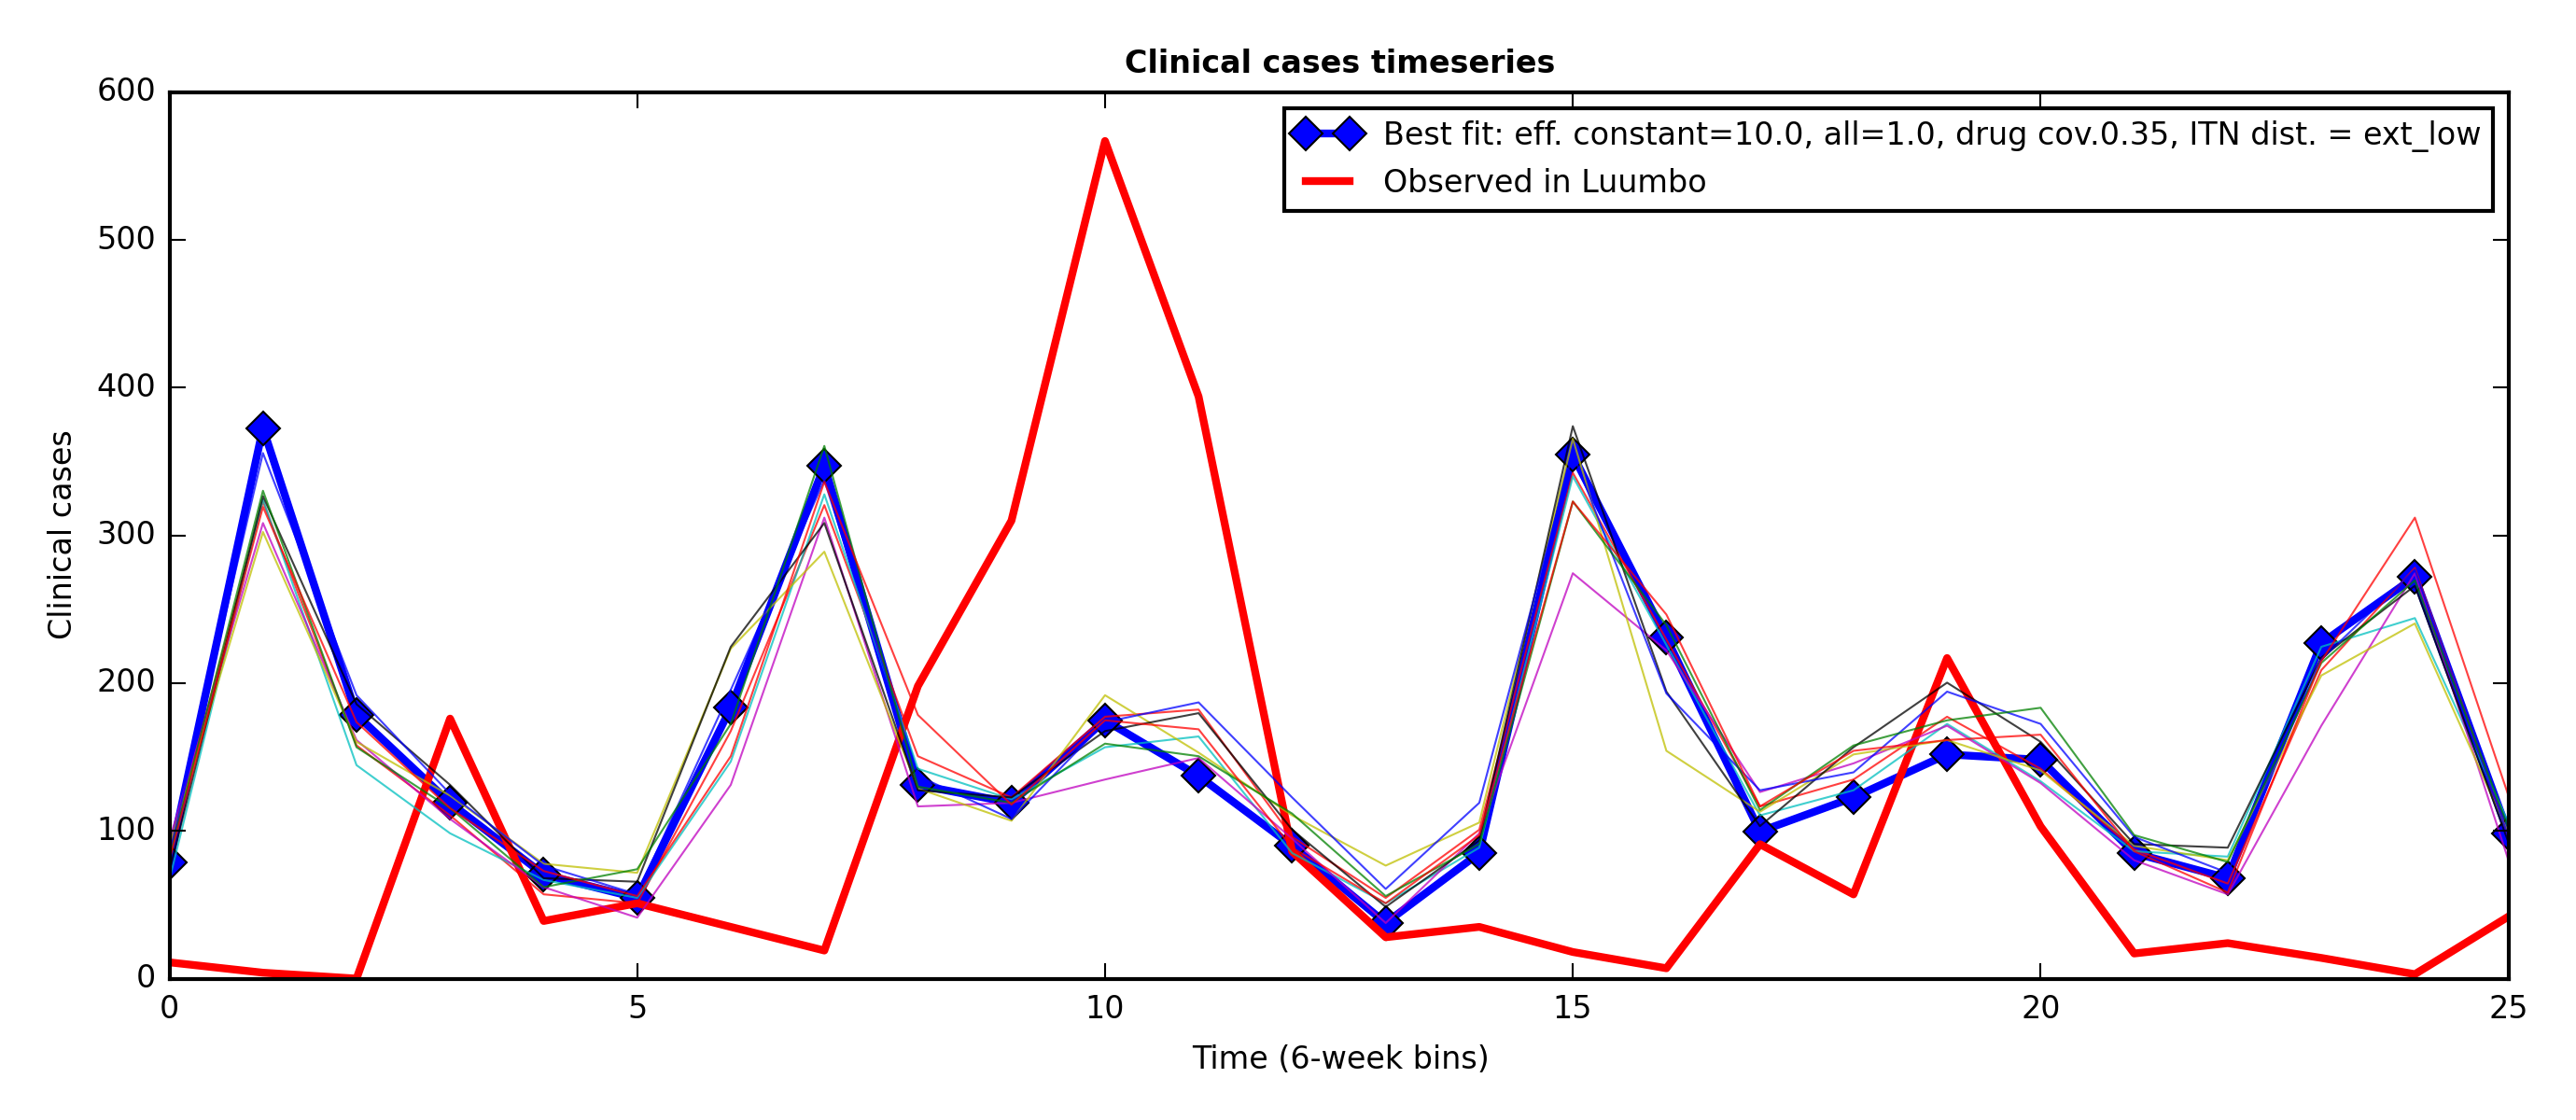 Clinical cases timeseries
600
500
400
300
200
100
0
Clinical cases
Best fit: eff. constant=10.0, all=1.0, drug cov.0.35, ITN dist. = ext_low
Observed in Luumbo
0 5 10 15 20 25
Time (6-week bins)